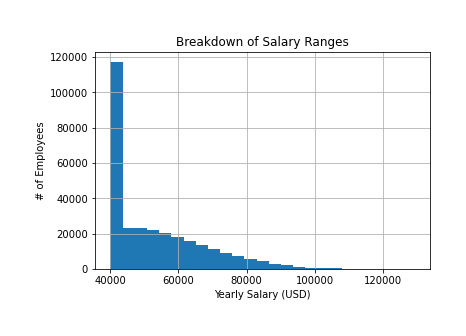 Breakdown of Salary Ranges
120000
100000
80000
60000
40000
20000
0
# of Employees
40000 60000 80000 100000 120000
Yearly Salary (USD)